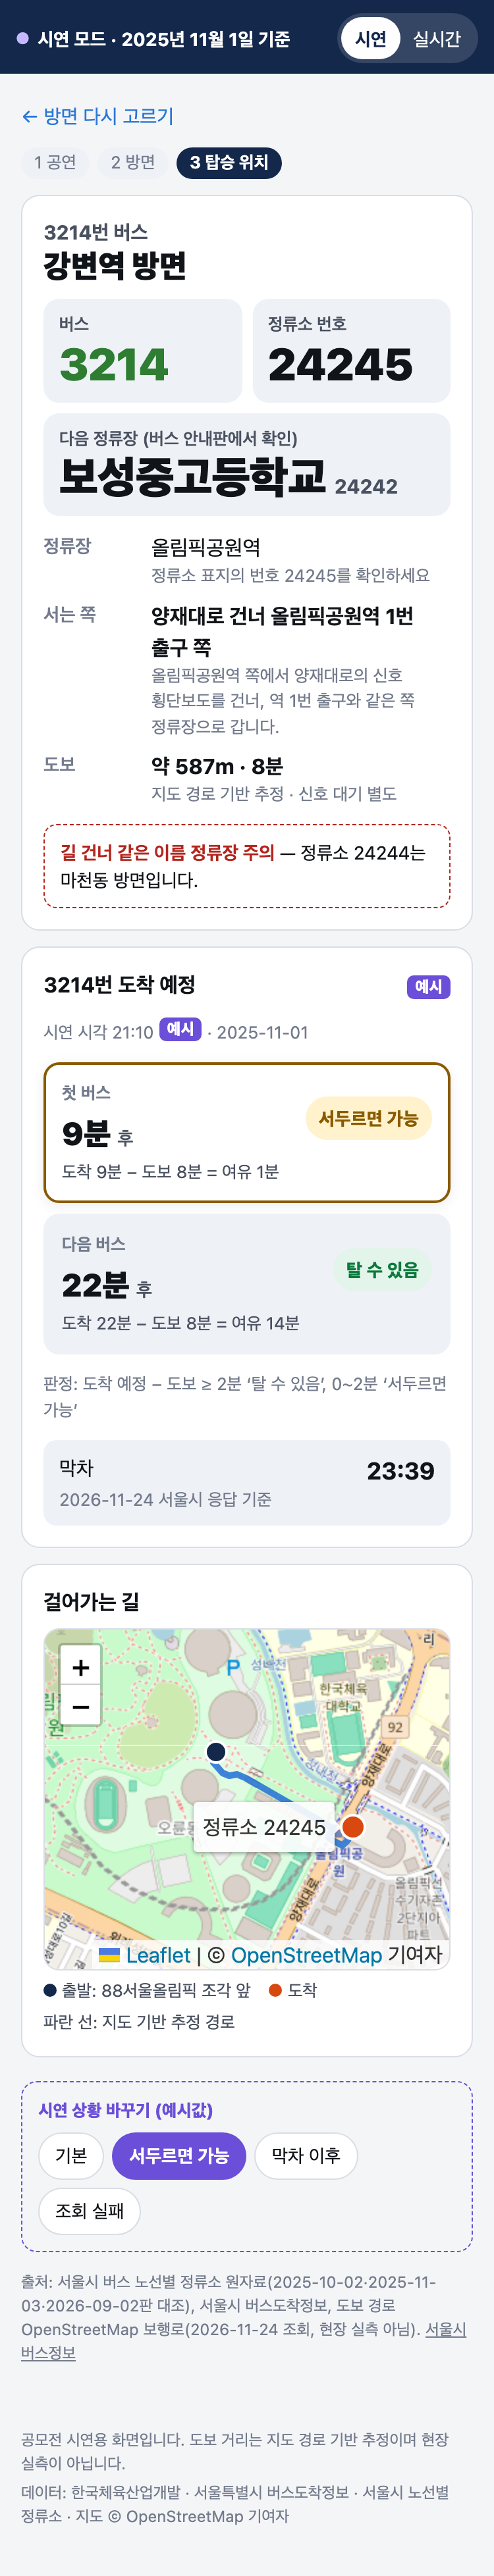 시연 모드 · 2025년 11월 1일 기준
시연 실시간
← 방면 다시 고르기
1 공연 2 방면 3 탑승 위치
3214번 버스
강변역 방면
버스
3214
정류소 번호
24245
다음 정류장 (버스 안내판에서 확인)
보성중고등학교 24242
정류장 올림픽공원역
정류소 표지의 번호 24245를 확인하세요
서는 쪽 양재대로 건너 올림픽공원역 1번
출구 쪽
올림픽공원역 쪽에서 양재대로의 신호
횡단보도를 건너, 역 1번 출구와 같은 쪽
정류장으로 갑니다.
도보 약 587m · 8분
지도 경로 기반 추정 · 신호 대기 별도
길 건너 같은 이름 정류장 주의 — 정류소 24244는
마천동 방면입니다.
3214번 도착 예정 예시
시연 시각 21:10 예시 · 2025-11-01
첫 버스
9분 후
서두르면 가능
도착 9분 − 도보 8분 = 여유 1분
다음 버스
22분 후
탈 수 있음
도착 22분 − 도보 8분 = 여유 14분
판정: 도착 예정 − 도보 ≥ 2분 ‘탈 수 있음’, 0~2분 ‘서두르면
가능’
막차 23:39
2026-11-24 서울시 응답 기준
걸어가는 길
+
−
P
리
한국체육
대학교
92
양재대로
정류소 24245
양재대로
올림픽공
원
2단지아
파트
Leaflet | © OpenStreetMap 기여자
출발: 88서울올림픽 조각 앞 도착
파란 선: 지도 기반 추정 경로
시연 상황 바꾸기 (예시값)
기본 서두르면 가능 막차 이후
조회 실패
출처: 서울시 버스 노선별 정류소 원자료(2025-10-02·2025-11-
03·2026-09-02판 대조), 서울시 버스도착정보, 도보 경로
OpenStreetMap 보행로(2026-11-24 조회, 현장 실측 아님). 서울시
버스정보
공모전 시연용 화면입니다. 도보 거리는 지도 경로 기반 추정이며 현장
실측이 아닙니다.
데이터: 한국체육산업개발 · 서울특별시 버스도착정보 · 서울시 노선별
정류소 · 지도 © OpenStreetMap 기여자